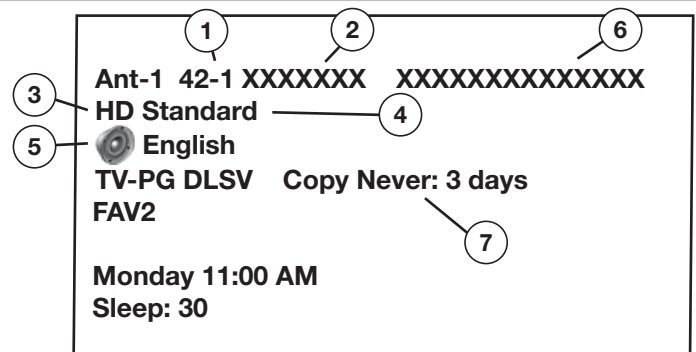 1 2 6
Ant-1 42-1 XXXXXXX XXXXXXXXXXXXXX
3 HD Standard 4
5 English
TV-PG DLSV Copy Never: 3 days
FAV2
7
Monday 11:00 AM
Sleep: 30